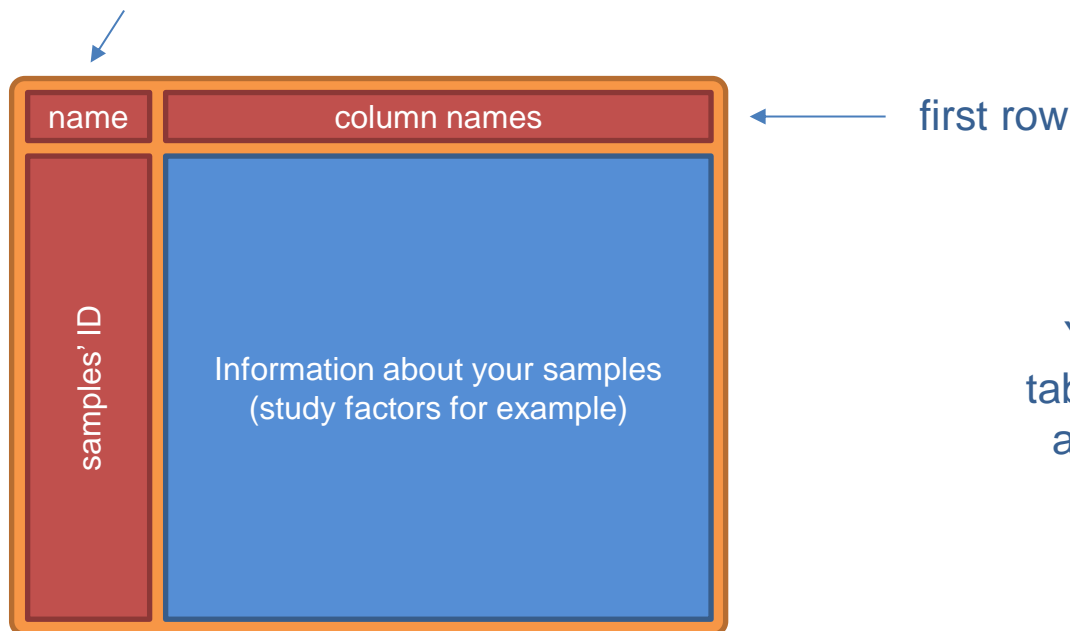 name
column names
first row
samples’ ID
Information about your samples
(study factors for example)